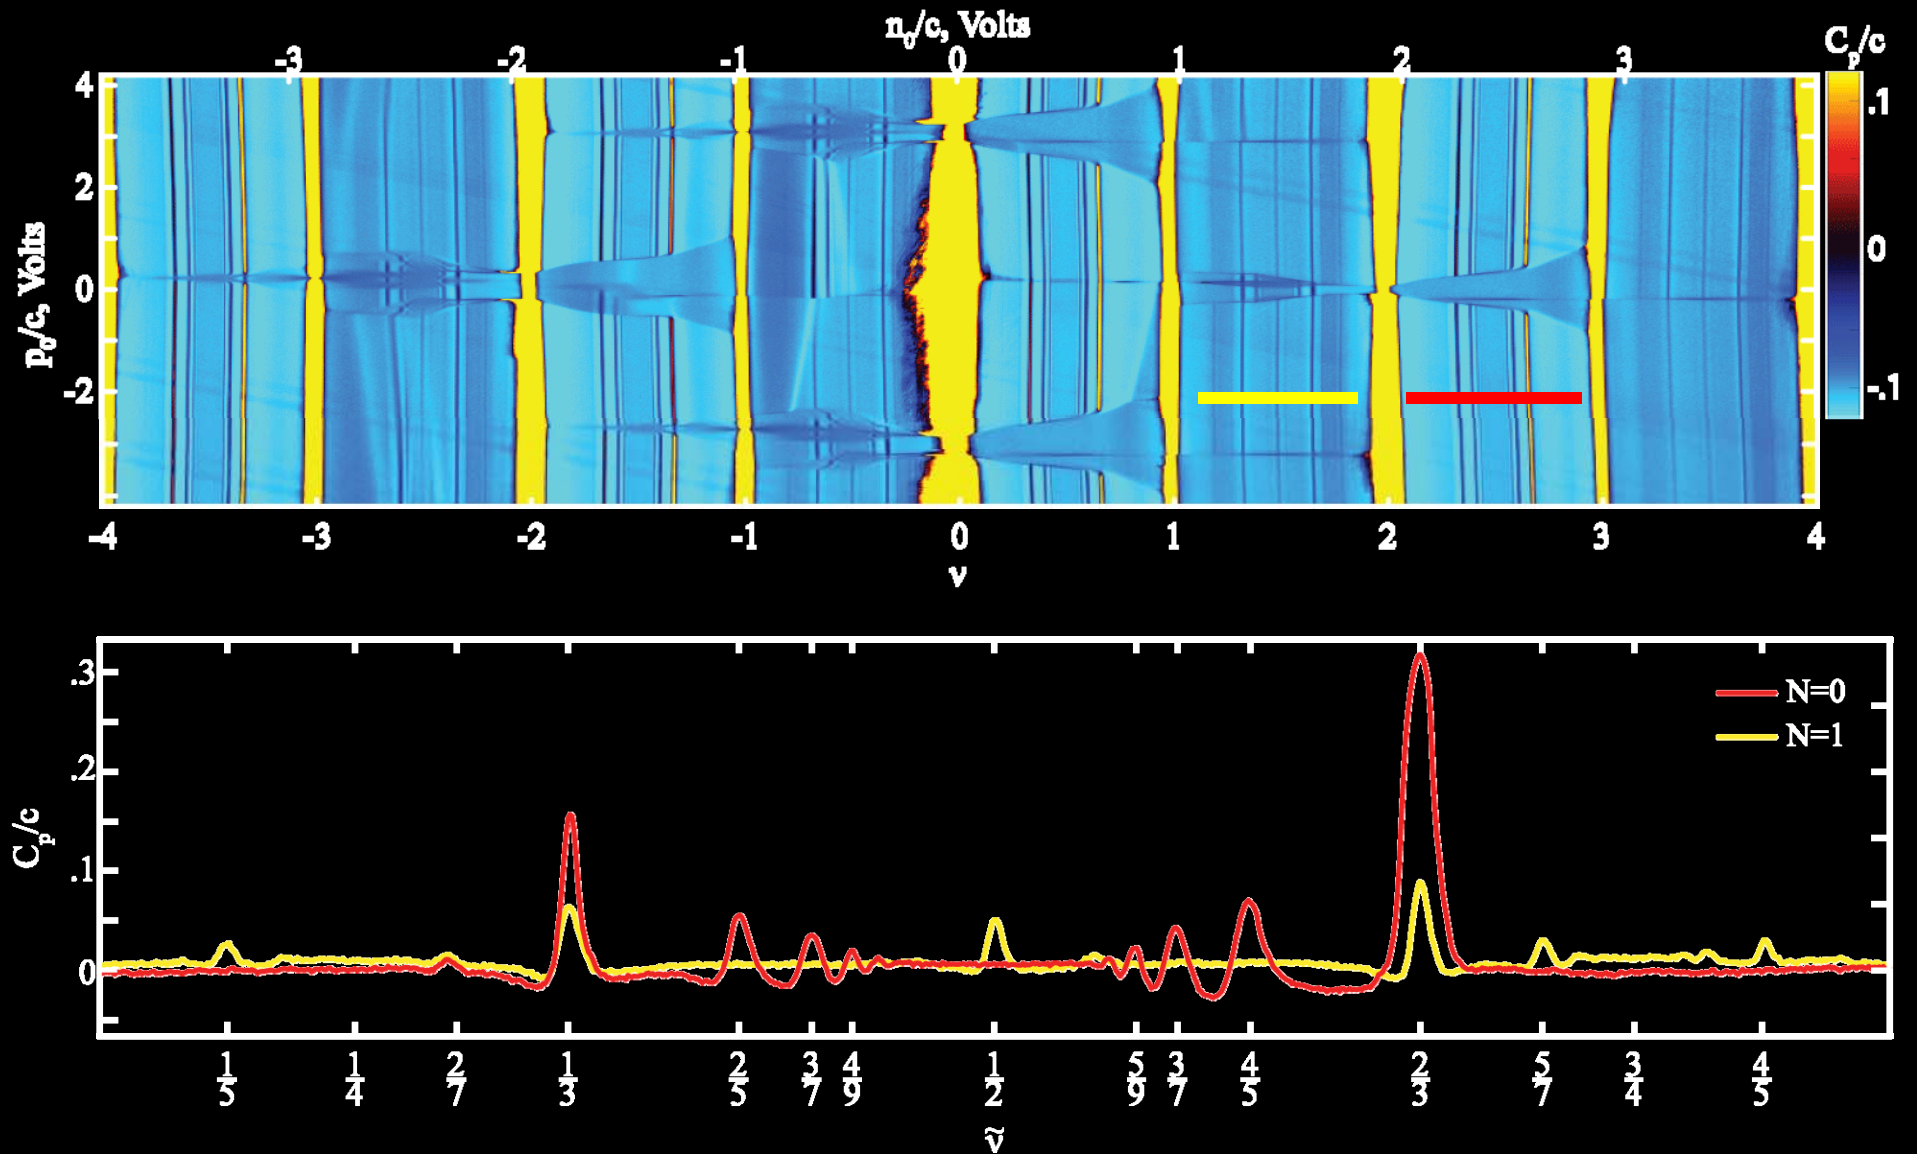 n₀/c, Volts
-3 -2 -1 0 1 2 3
Cₚ/c
.1
0
-.1
p₀/c, Volts
4
2
0
-2
-4 -3 -2 -1 0 1 2 3 4
ν
Cₚ/c
.3
.2
.1
0
N=0
N=1
1/5 1/4 2/7 1/3 2/5 3/7 4/9 1/2 5/9 3/7 4/5 2/3 5/7 3/4 4/5
ν̃